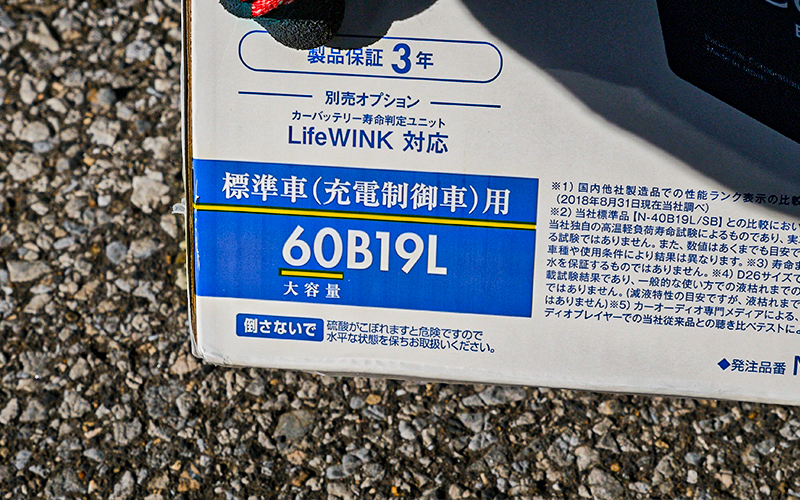 製品保証 3年
別売オプション
カーバッテリー寿命判定ユニット
LifeWINK 対応
標準車（充電制御車）用
60B19L
大容量
倒さないで
硫酸がこぼれますと危険ですので
水平な状態を保ちお取扱いください。
※1）国内他社製造品での性能ランク表示の比較
（2018年8月31日現在当社調べ）
※2）当社標準品【N-40B19L/SB】との比較におい
当社独自の高温軽負荷寿命試験によるものであり、実
る試験ではありません。また、数値はあくまでも目安で
車種や使用条件により結果は異なります。※3）寿命ま
水を保証するものではありません。※4）D26サイズで
載試験結果であり、一般的な使い方での液枯れまでの
ではありません。（減液特性の目安ですが、液枯れまで
はありません）※5）カーオーディオ専門メディアによる、
ディオプレイヤーでの当社従来品との聴き比べテストに
◆発注品番 N